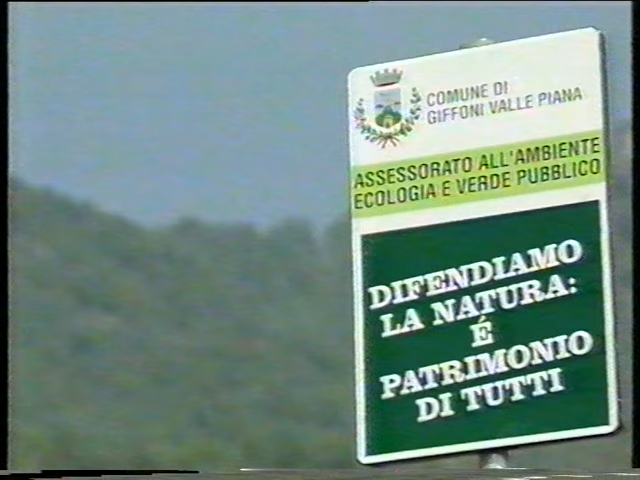 COMUNE DI
GIFFONI VALLE PIANA
ASSESSORATO ALL'AMBIENTE
ECOLOGIA E VERDE PUBBLICO
DIFENDIAMO
LA NATURA:
É
PATRIMONIO
DI TUTTI